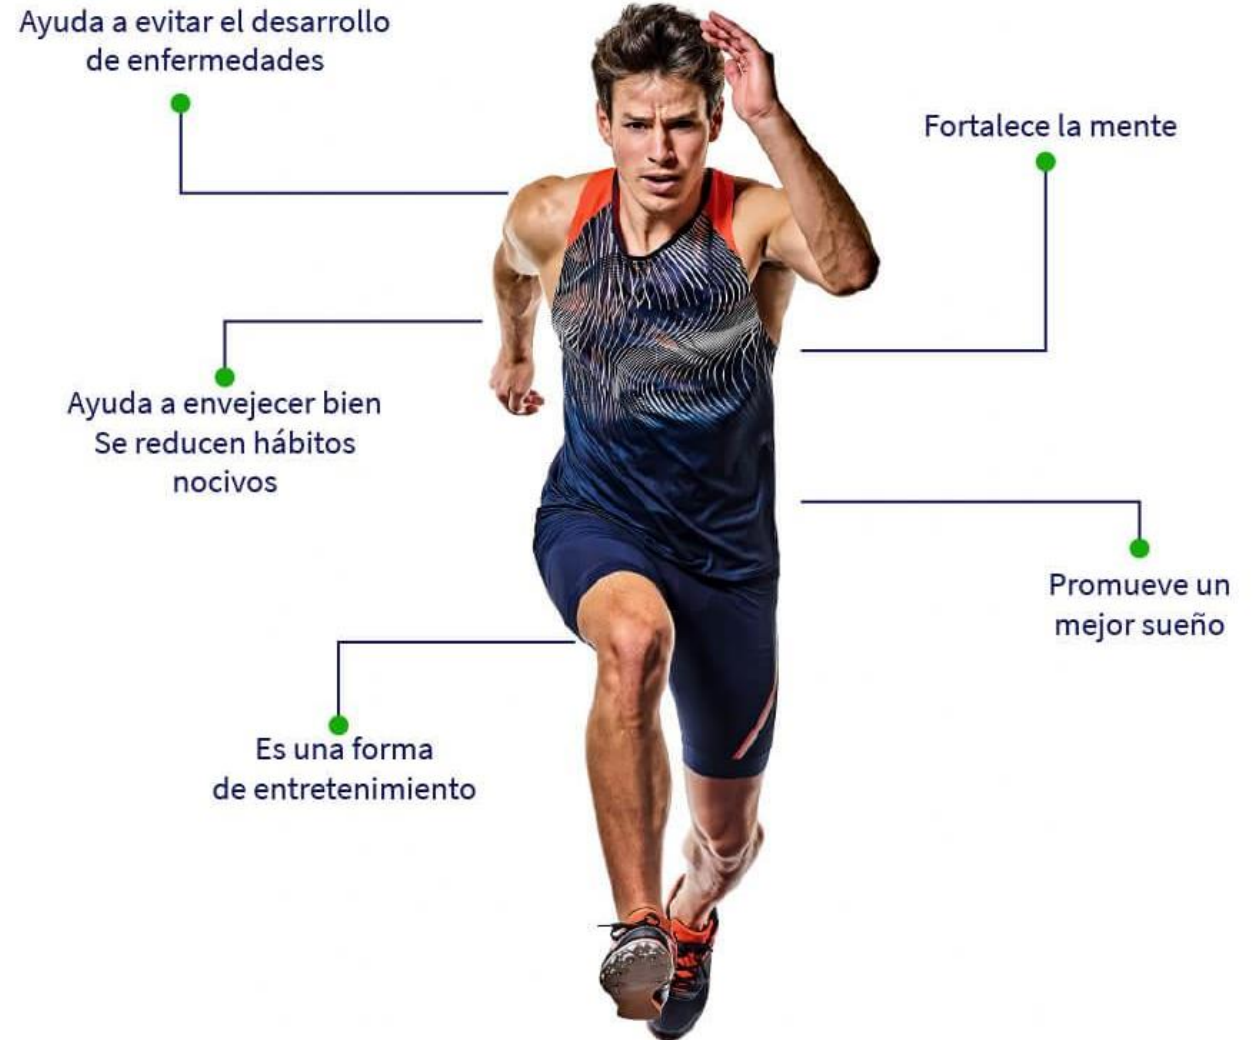 Ayuda a evitar el desarrollo
de enfermedades
Fortalece la mente
Ayuda a envejecer bien
Se reducen hábitos
nocivos
Promueve un
mejor sueño
Es una forma
de entretenimiento